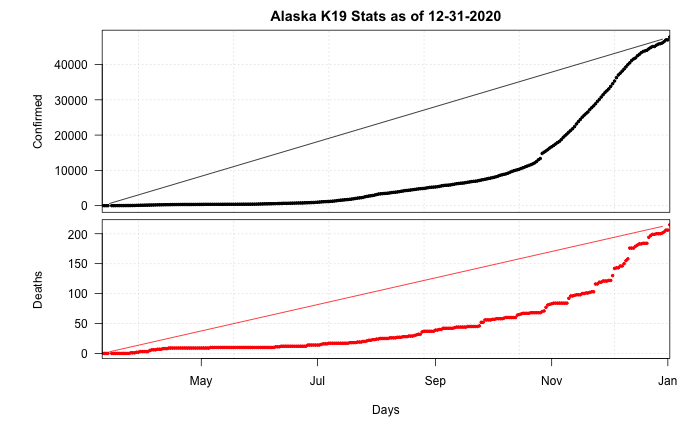 Alaska K19 Stats as of 12-31-2020
Confirmed
40000
30000
20000
10000
0
Deaths
200
150
100
50
0
May Jul Sep Nov Jan
Days